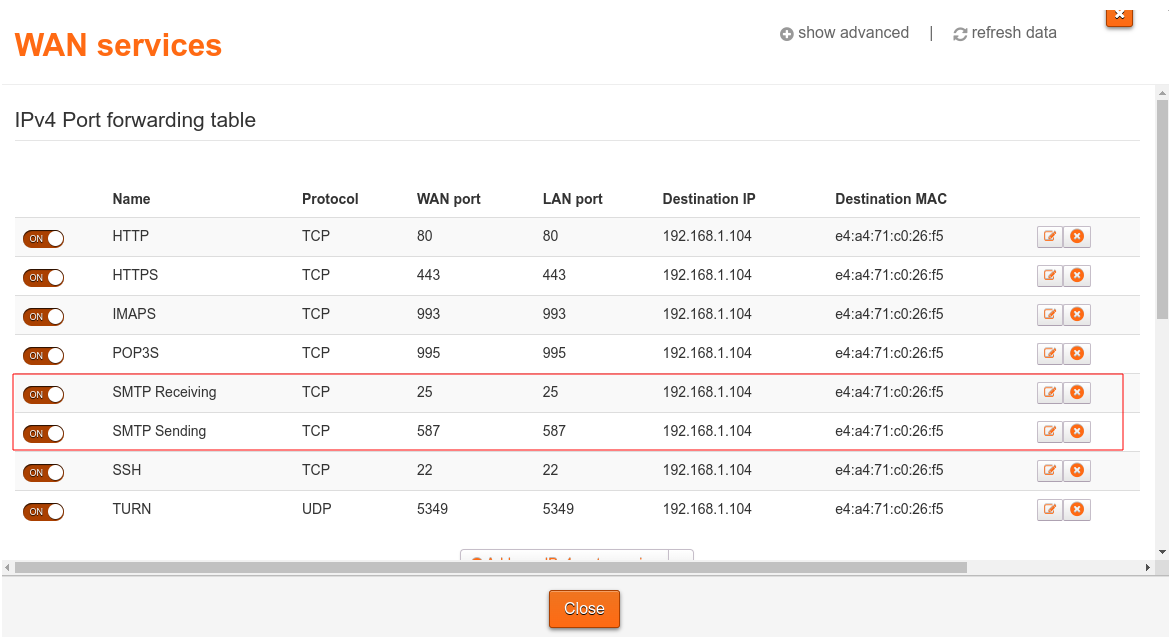 WAN services
show advanced | refresh data
IPv4 Port forwarding table
Name Protocol WAN port LAN port Destination IP Destination MAC
ON HTTP TCP 80 80 192.168.1.104 e4:a4:71:c0:26:f5
ON HTTPS TCP 443 443 192.168.1.104 e4:a4:71:c0:26:f5
ON IMAPS TCP 993 993 192.168.1.104 e4:a4:71:c0:26:f5
ON POP3S TCP 995 995 192.168.1.104 e4:a4:71:c0:26:f5
ON SMTP Receiving TCP 25 25 192.168.1.104 e4:a4:71:c0:26:f5
ON SMTP Sending TCP 587 587 192.168.1.104 e4:a4:71:c0:26:f5
ON SSH TCP 22 22 192.168.1.104 e4:a4:71:c0:26:f5
ON TURN UDP 5349 5349 192.168.1.104 e4:a4:71:c0:26:f5
Close